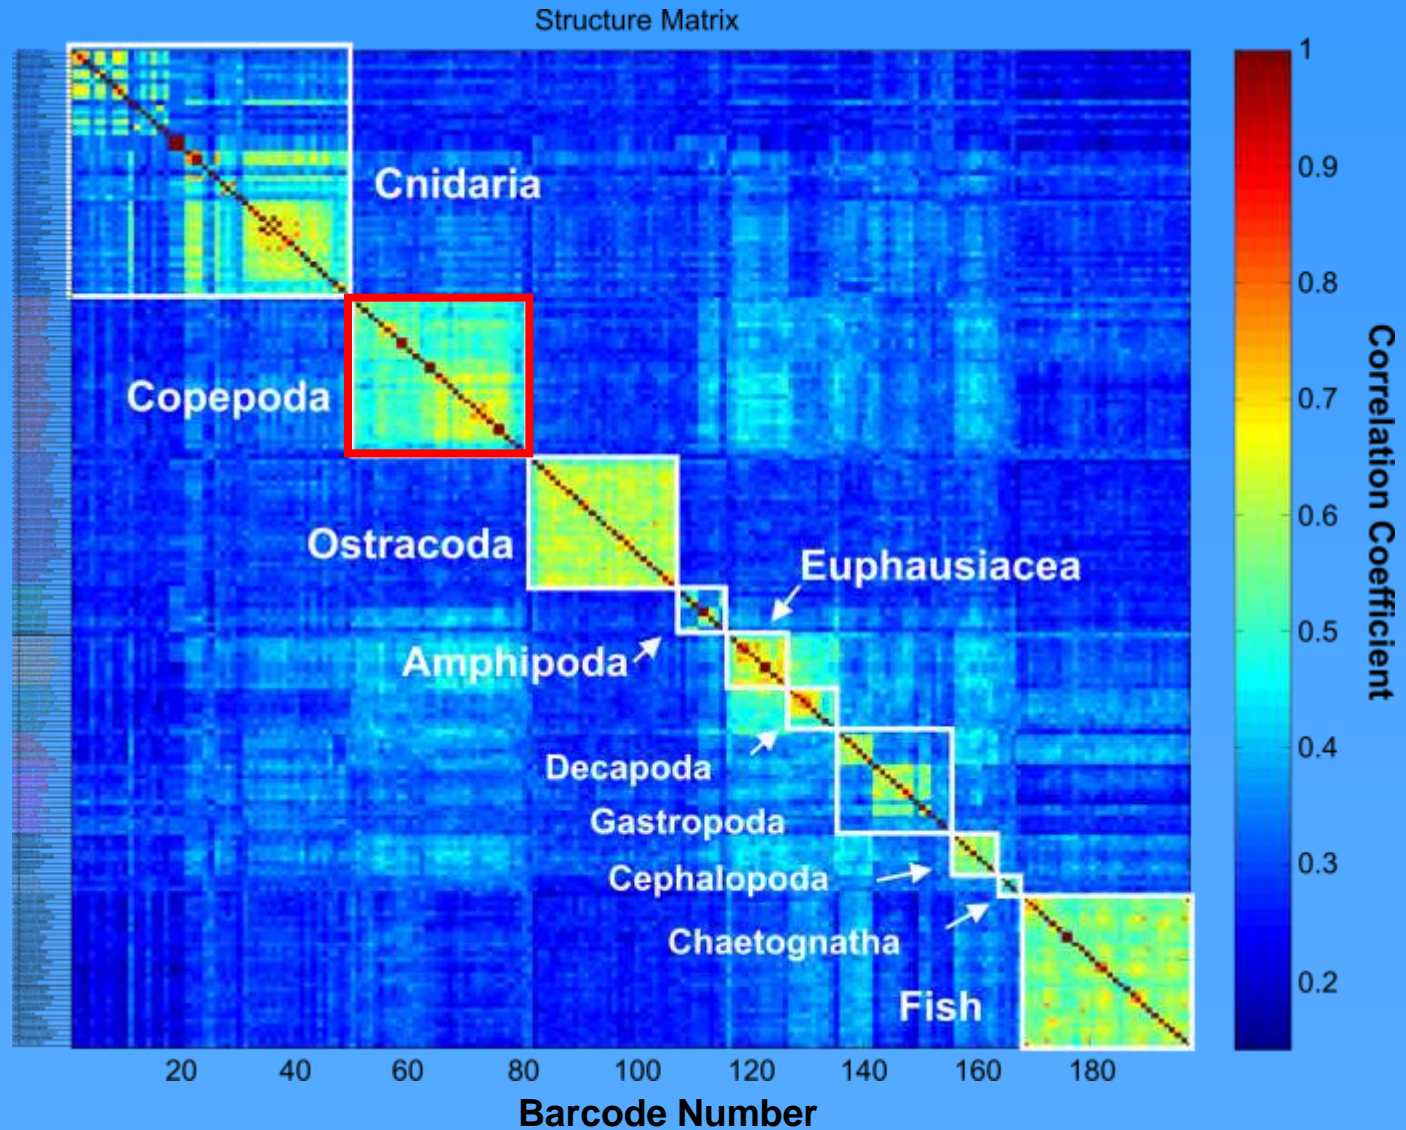 Structure Matrix
Cnidaria
Copepoda
Ostracoda
Euphausiacea
Amphipoda
Decapoda
Gastropoda
Cephalopoda
Chaetognatha
Fish
20 40 60 80 100 120 140 160 180
Barcode Number
1
0.9
0.8
0.7
0.6
0.5
0.4
0.3
0.2
Correlation Coefficient